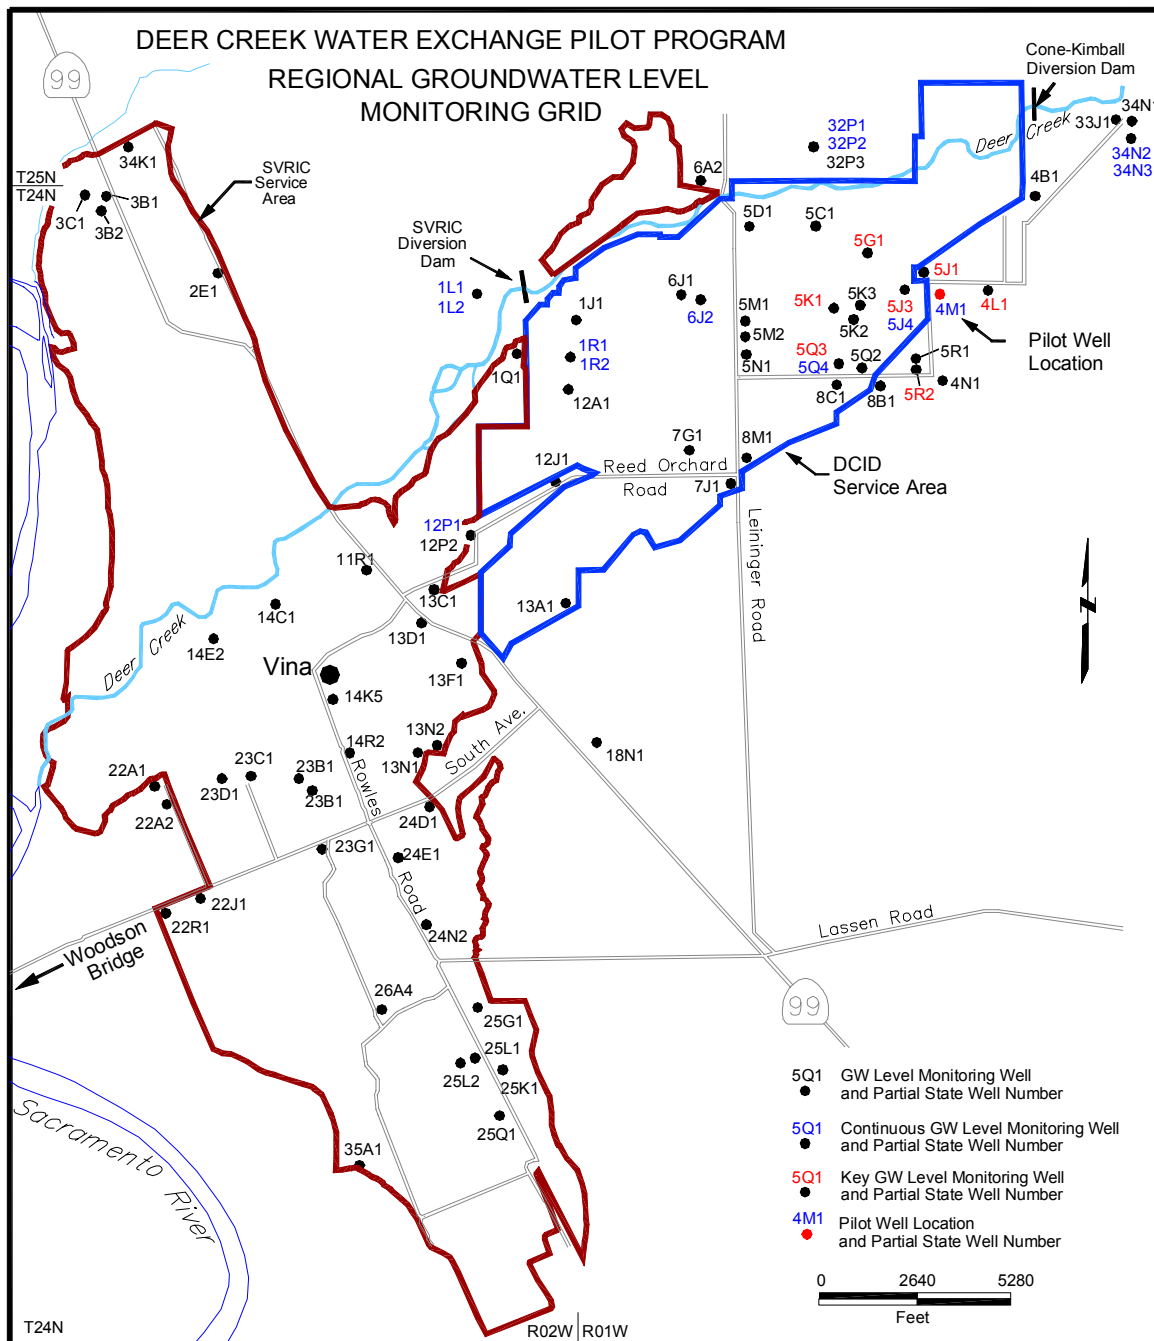 DEER CREEK WATER EXCHANGE PILOT PROGRAM
REGIONAL GROUNDWATER LEVEL
MONITORING GRID
Cone-Kimball
Diversion Dam
99
34K1
T25N
T24N
3C1
3B1
3B2
2E1
SVRIC
Service
Area
SVRIC
Diversion
Dam
6A2
32P1
32P2
32P3
Deer Creek
33J1
34N1
34N2
34N3
4B1
5D1
5C1
5G1
5J1
1L1
1L2
1J1
6J1
6J2
5M1
5M2
5N1
5K1
5K3
5K2
5J3
5J4
4M1
4L1
Pilot Well
Location
1Q1
1R1
1R2
12A1
5Q3
5Q4
5Q2
5R1
5R2
8C1
8B1
4N1
7G1
8M1
12J1
Reed Orchard
Road
7J1
DCID
Service Area
12P1
12P2
11R1
13C1
13A1
Leininger Road
14C1
14E2
Deer Creek
13D1
Vina
13F1
14K5
14R2
13N2
13N1
South Ave.
18N1
22A1
22A2
23D1
23C1
23B1
23B1
Rowles
24D1
23G1
24E1
Road
22J1
22R1
24N2
Woodson
Bridge
Lassen Road
99
26A4
25G1
25L1
25L2
25K1
25Q1
35A1
Sacramento River
5Q1 GW Level Monitoring Well
and Partial State Well Number
5Q1 Continuous GW Level Monitoring Well
and Partial State Well Number
5Q1 Key GW Level Monitoring Well
and Partial State Well Number
4M1 Pilot Well Location
and Partial State Well Number
0 2640 5280
Feet
T24N
R02W R01W